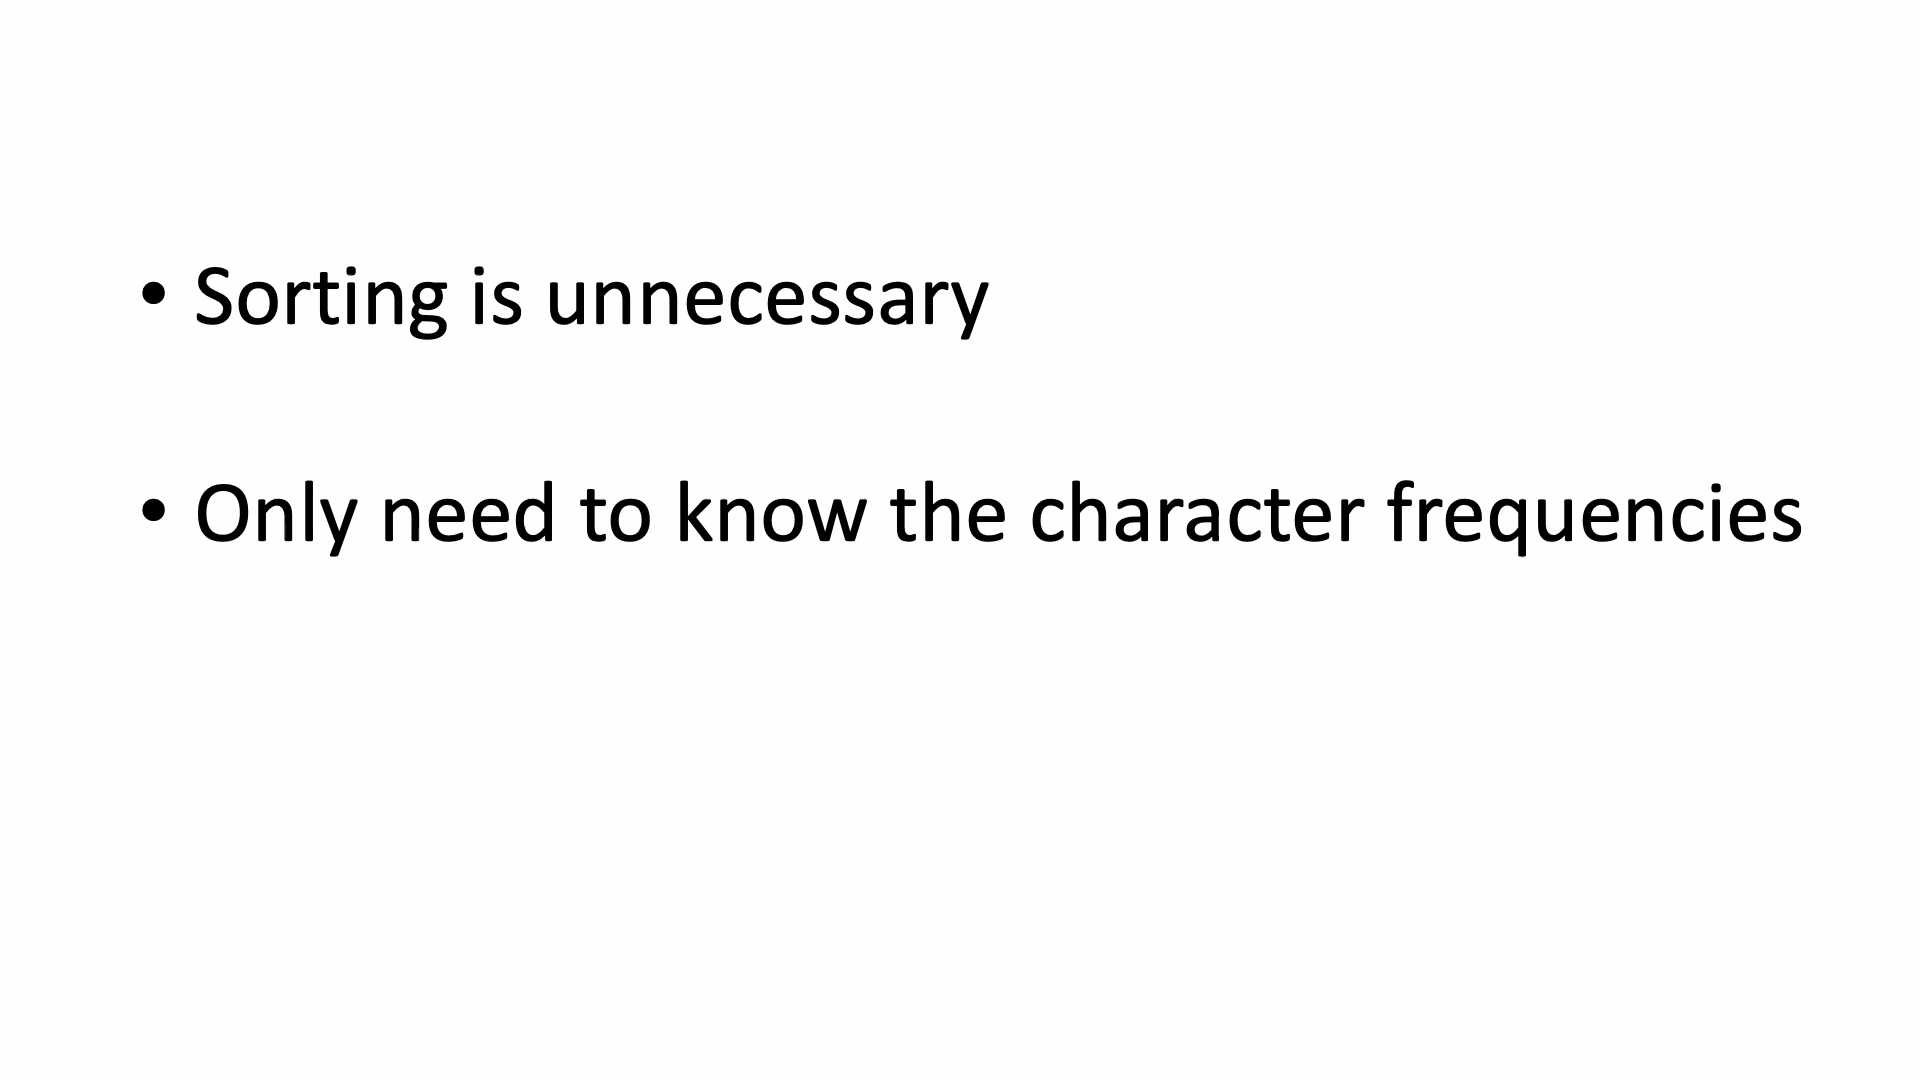 • Sorting is unnecessary
• Only need to know the character frequencies